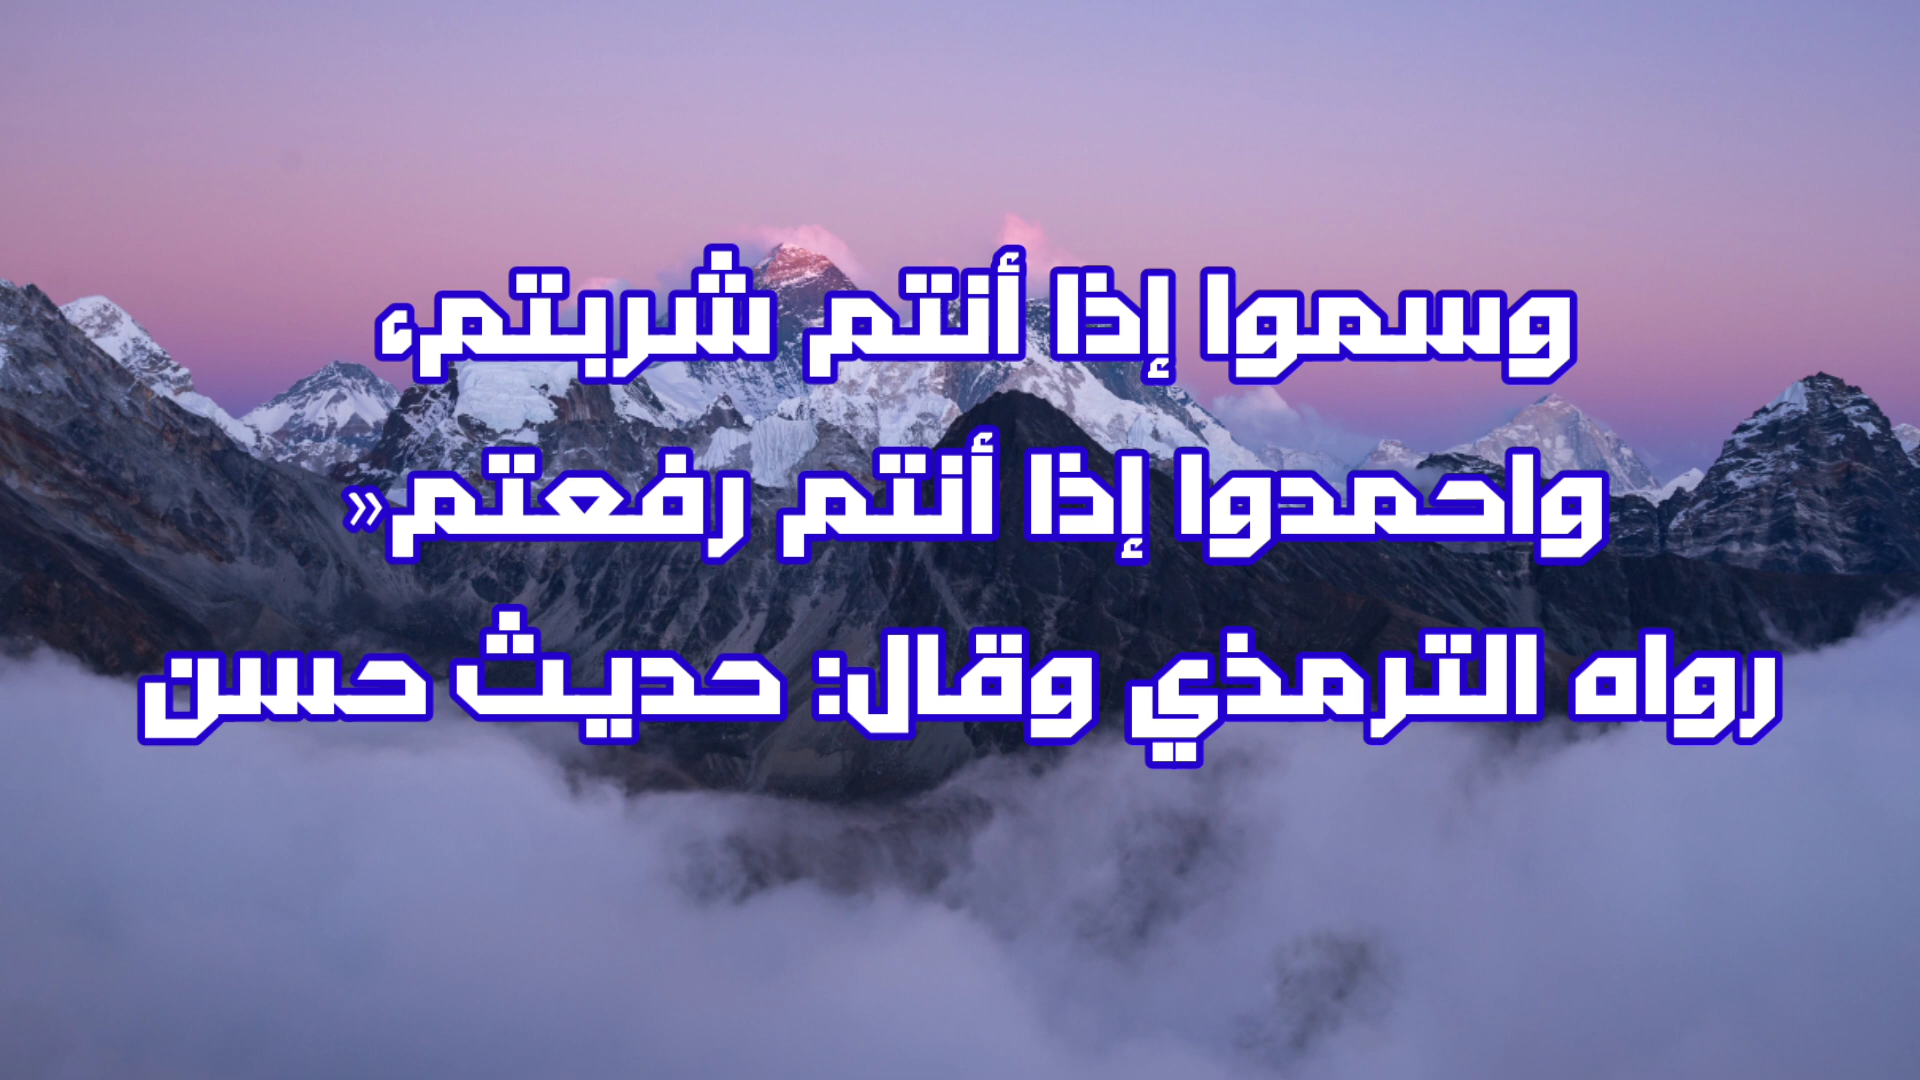 وسموا إذا أنتم شربتم،
واحمدوا إذا أنتم رفعتم«
رواه الترمذي وقال: حديث حسن